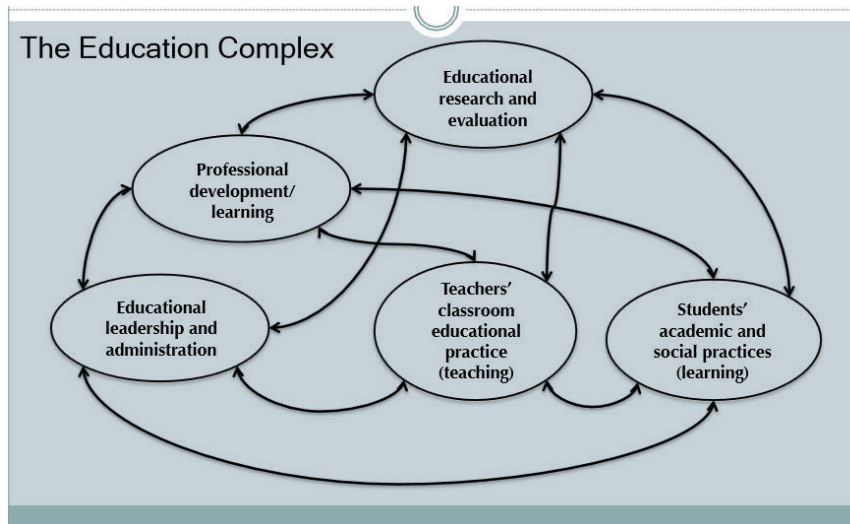 The Education Complex
Educational
research and
evaluation
Professional
development/
learning
Educational
leadership and
administration
Teachers’
classroom
educational
practice
(teaching)
Students’
academic and
social practices
(learning)